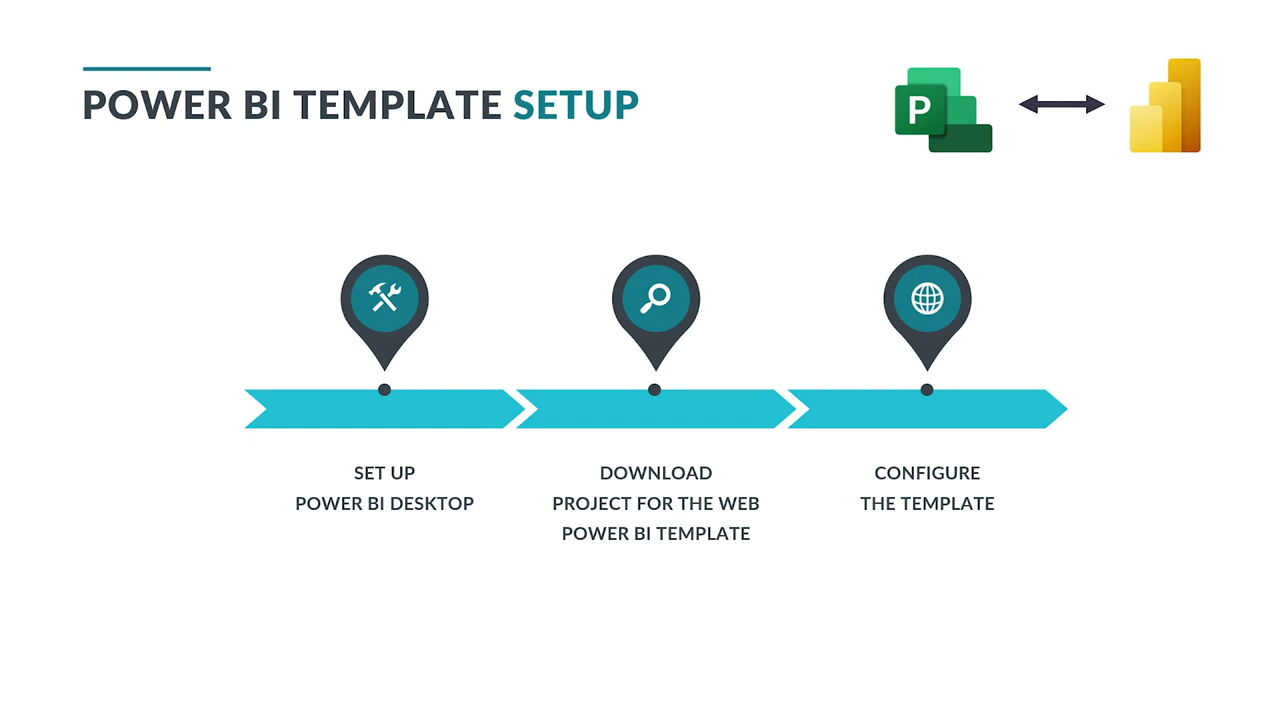 POWER BI TEMPLATE SETUP
P
SET UP
POWER BI DESKTOP
DOWNLOAD
PROJECT FOR THE WEB
POWER BI TEMPLATE
CONFIGURE
THE TEMPLATE